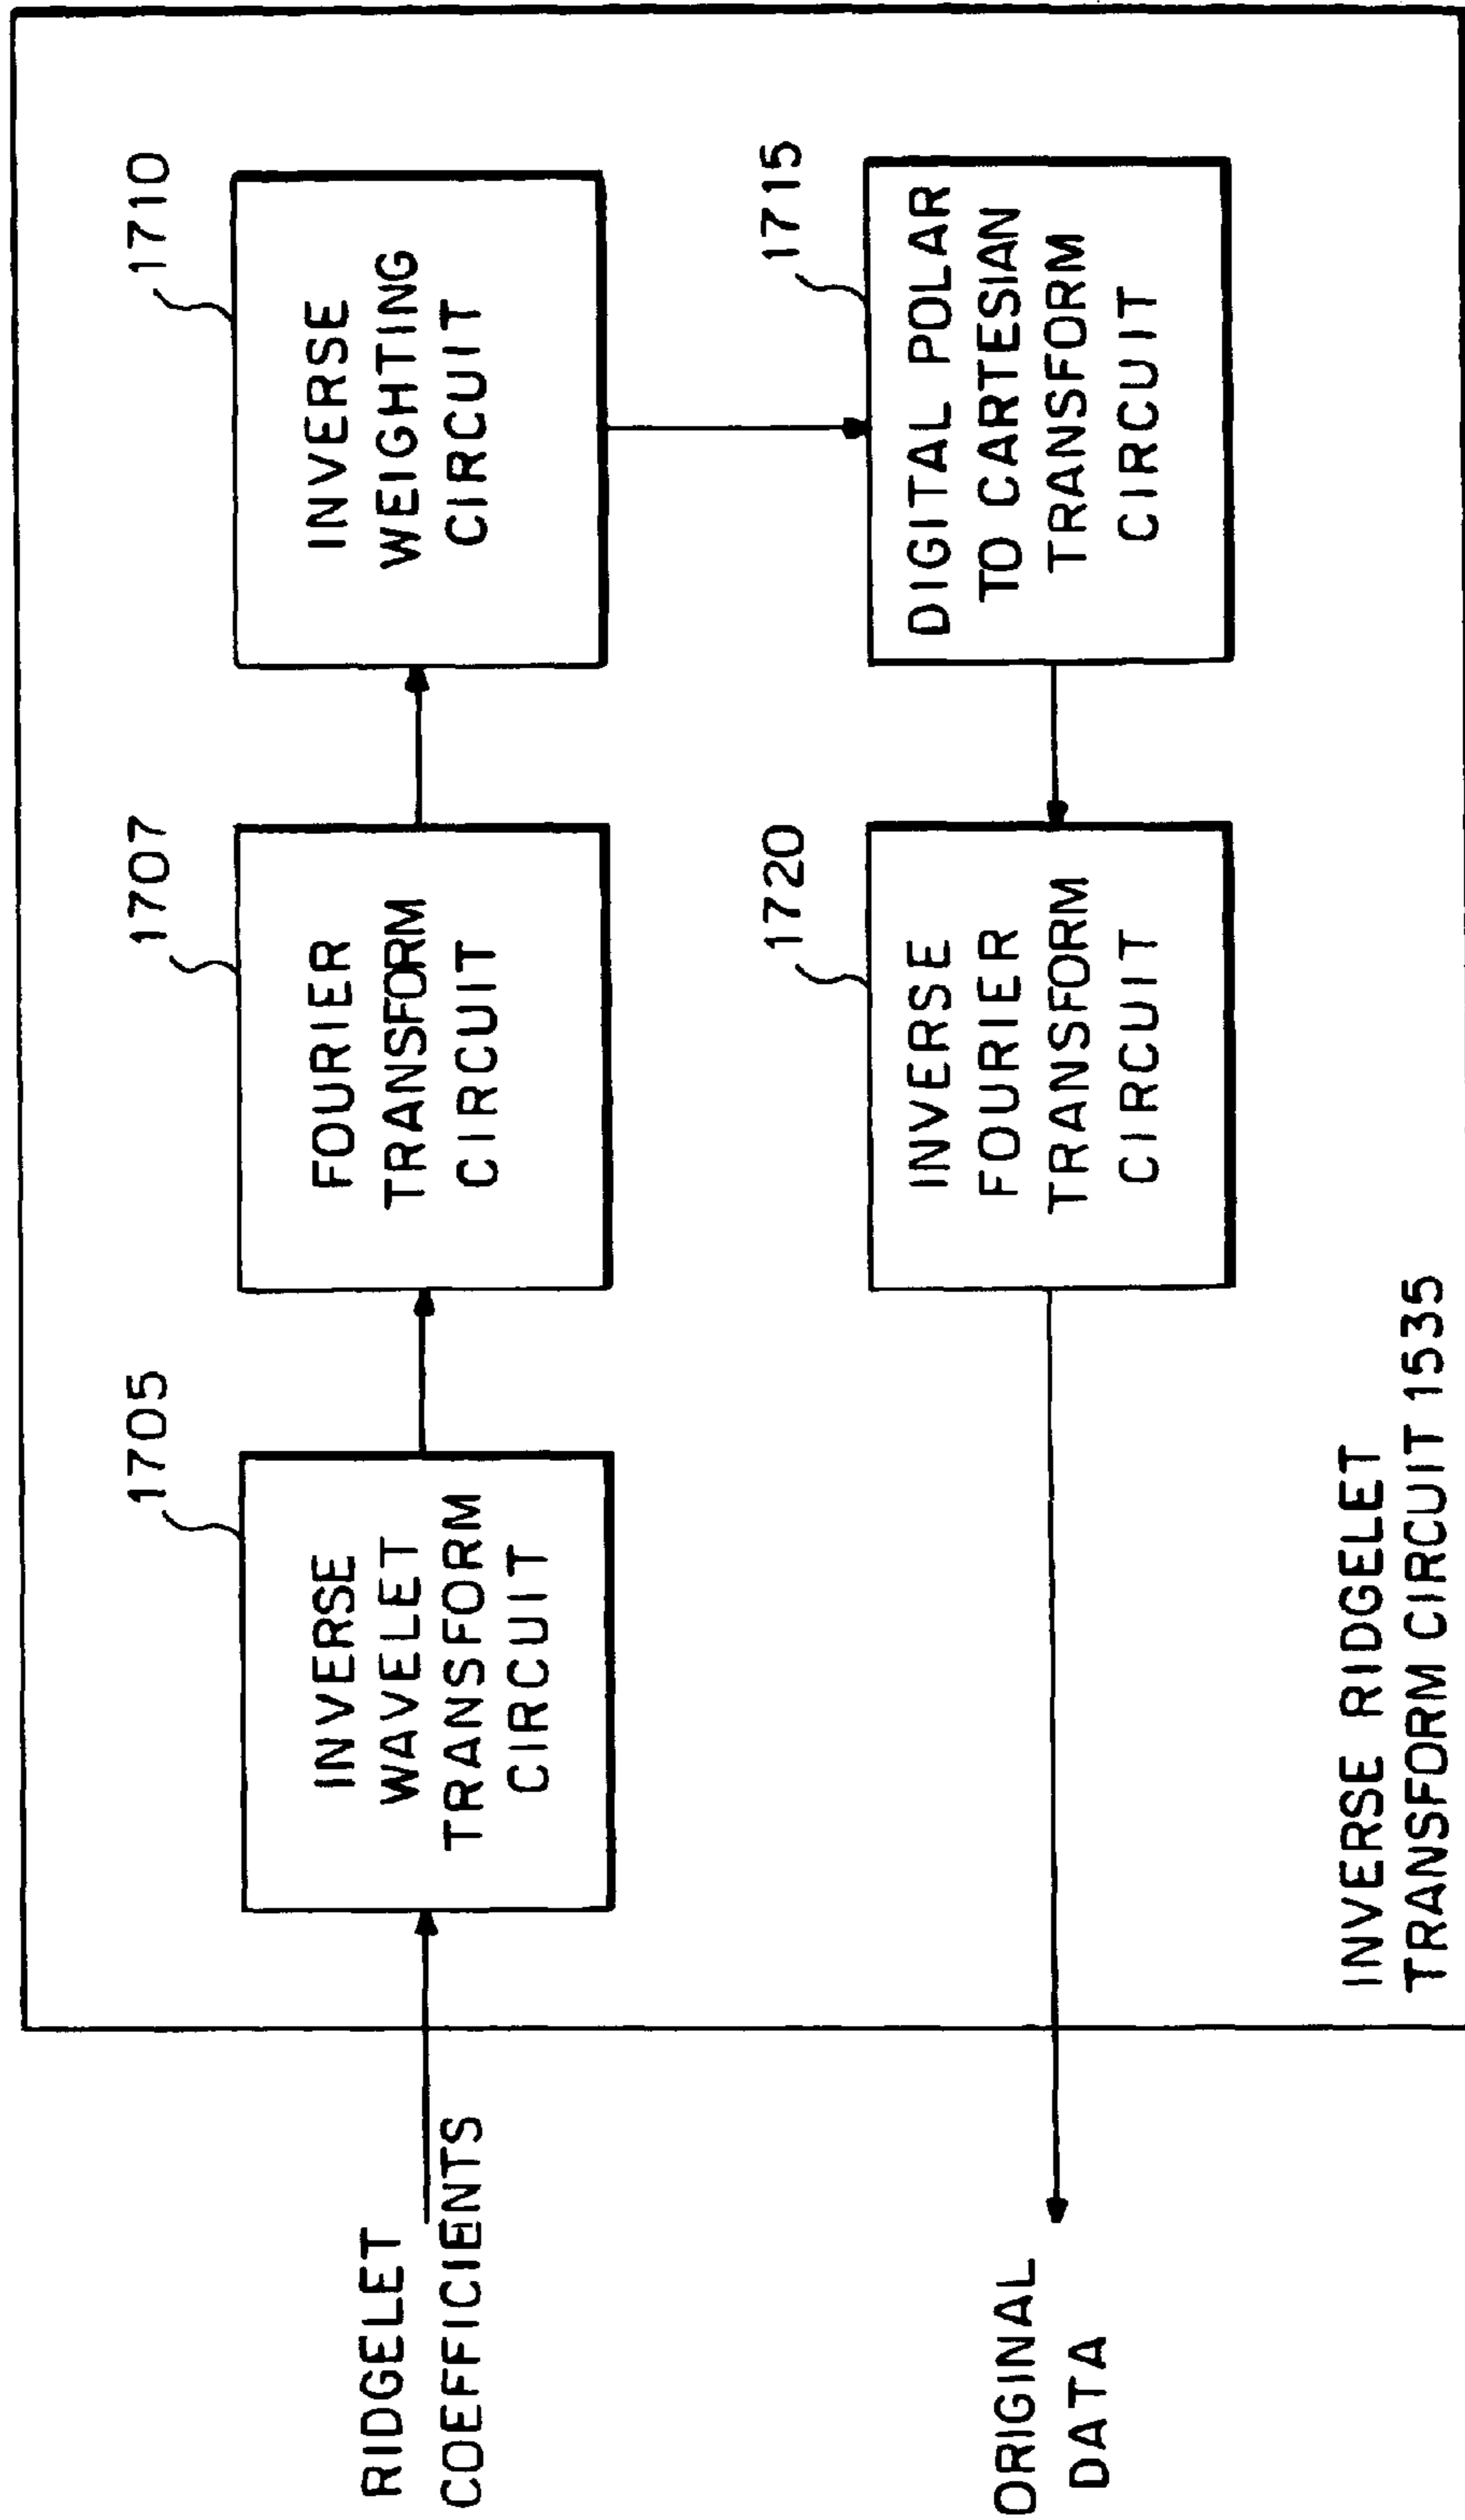 1705
1707
1710
RIDGELET
COEFFICIENTS
INVERSE
WAVELET
TRANSFORM
CIRCUIT
FOURIER
TRANSFORM
CIRCUIT
INVERSE
WEIGHTING
CIRCUIT
1720
1715
ORIGINAL
DATA
INVERSE
FOURIER
TRANSFORM
CIRCUIT
DIGITAL POLAR
TO CARTESIAN
TRANSFORM
CIRCUIT
INVERSE RIDGELET
TRANSFORM CIRCUIT 1535